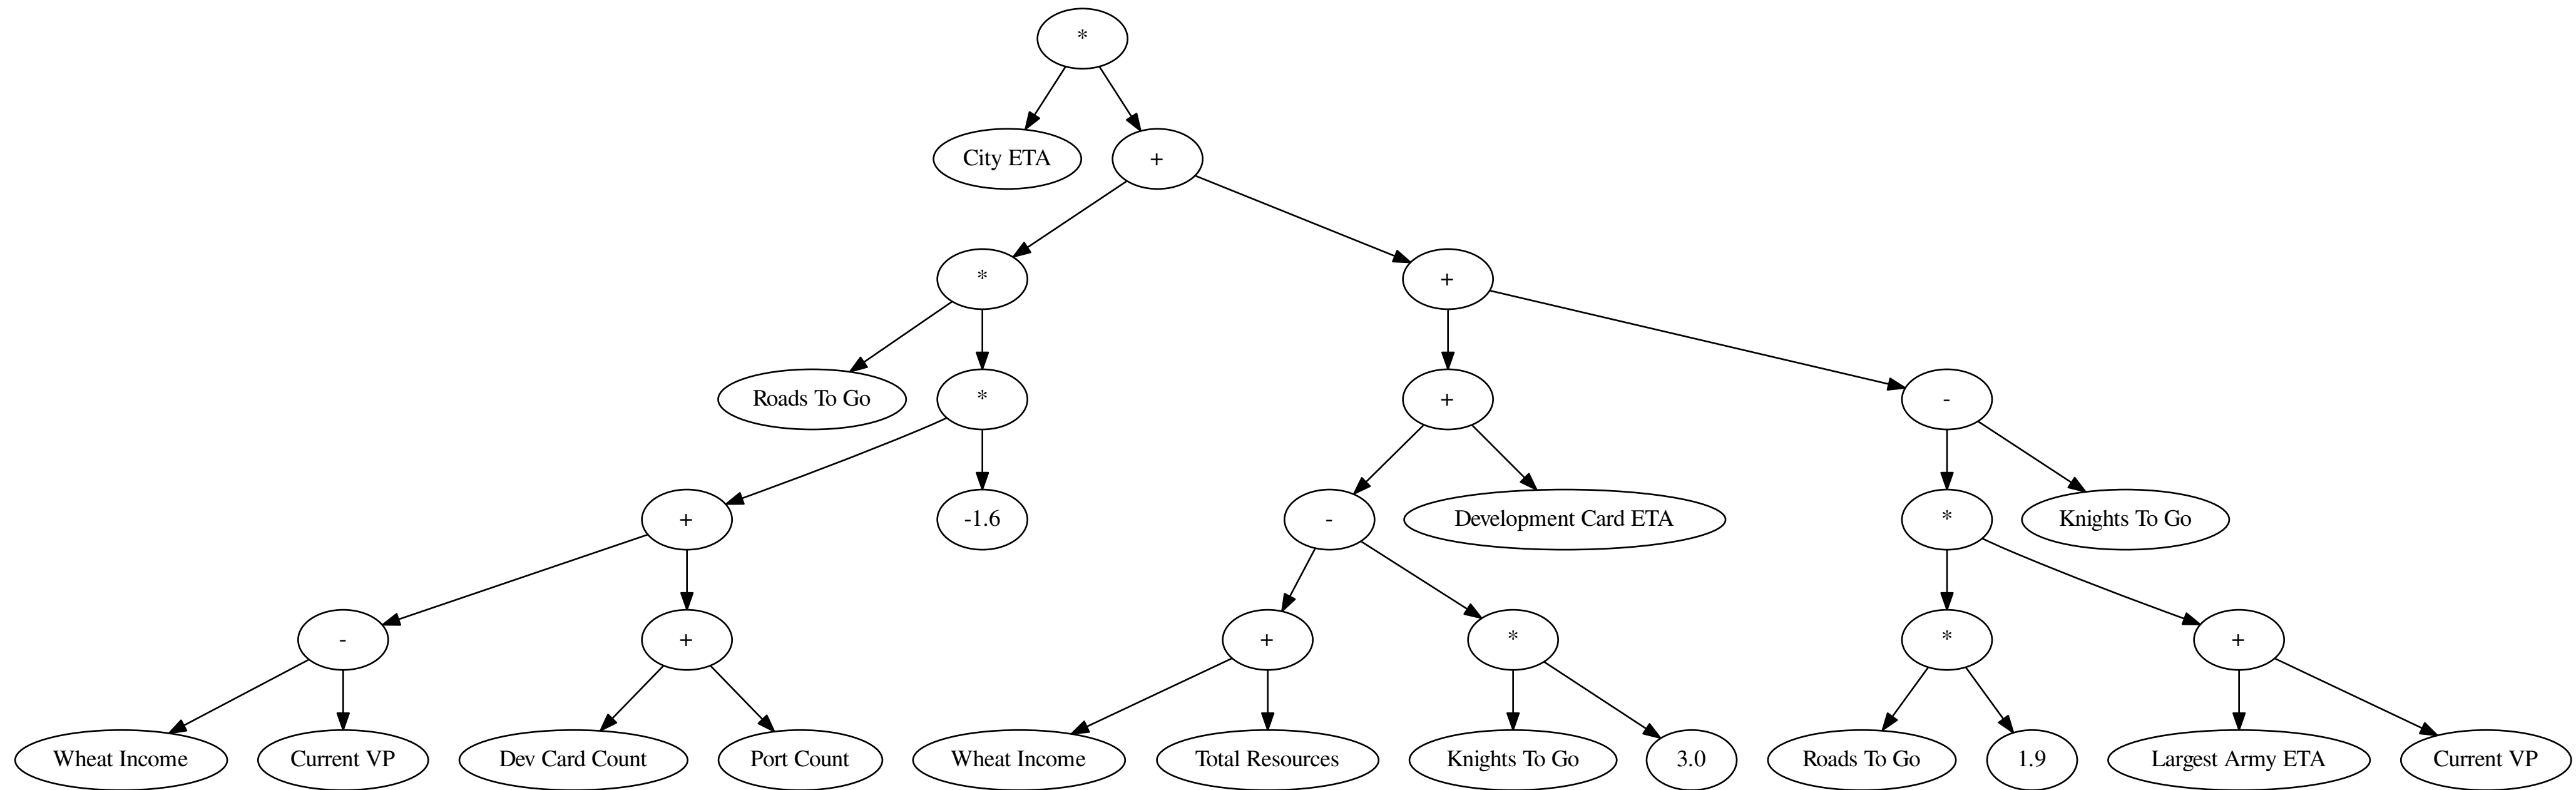 *
City ETA
+
*
+
Roads To Go
*
+
-
+
-1.6
-
Development Card ETA
*
Knights To Go
-
+
+
*
*
+
Wheat Income
Current VP
Dev Card Count
Port Count
Wheat Income
Total Resources
Knights To Go
3.0
Roads To Go
1.9
Largest Army ETA
Current VP